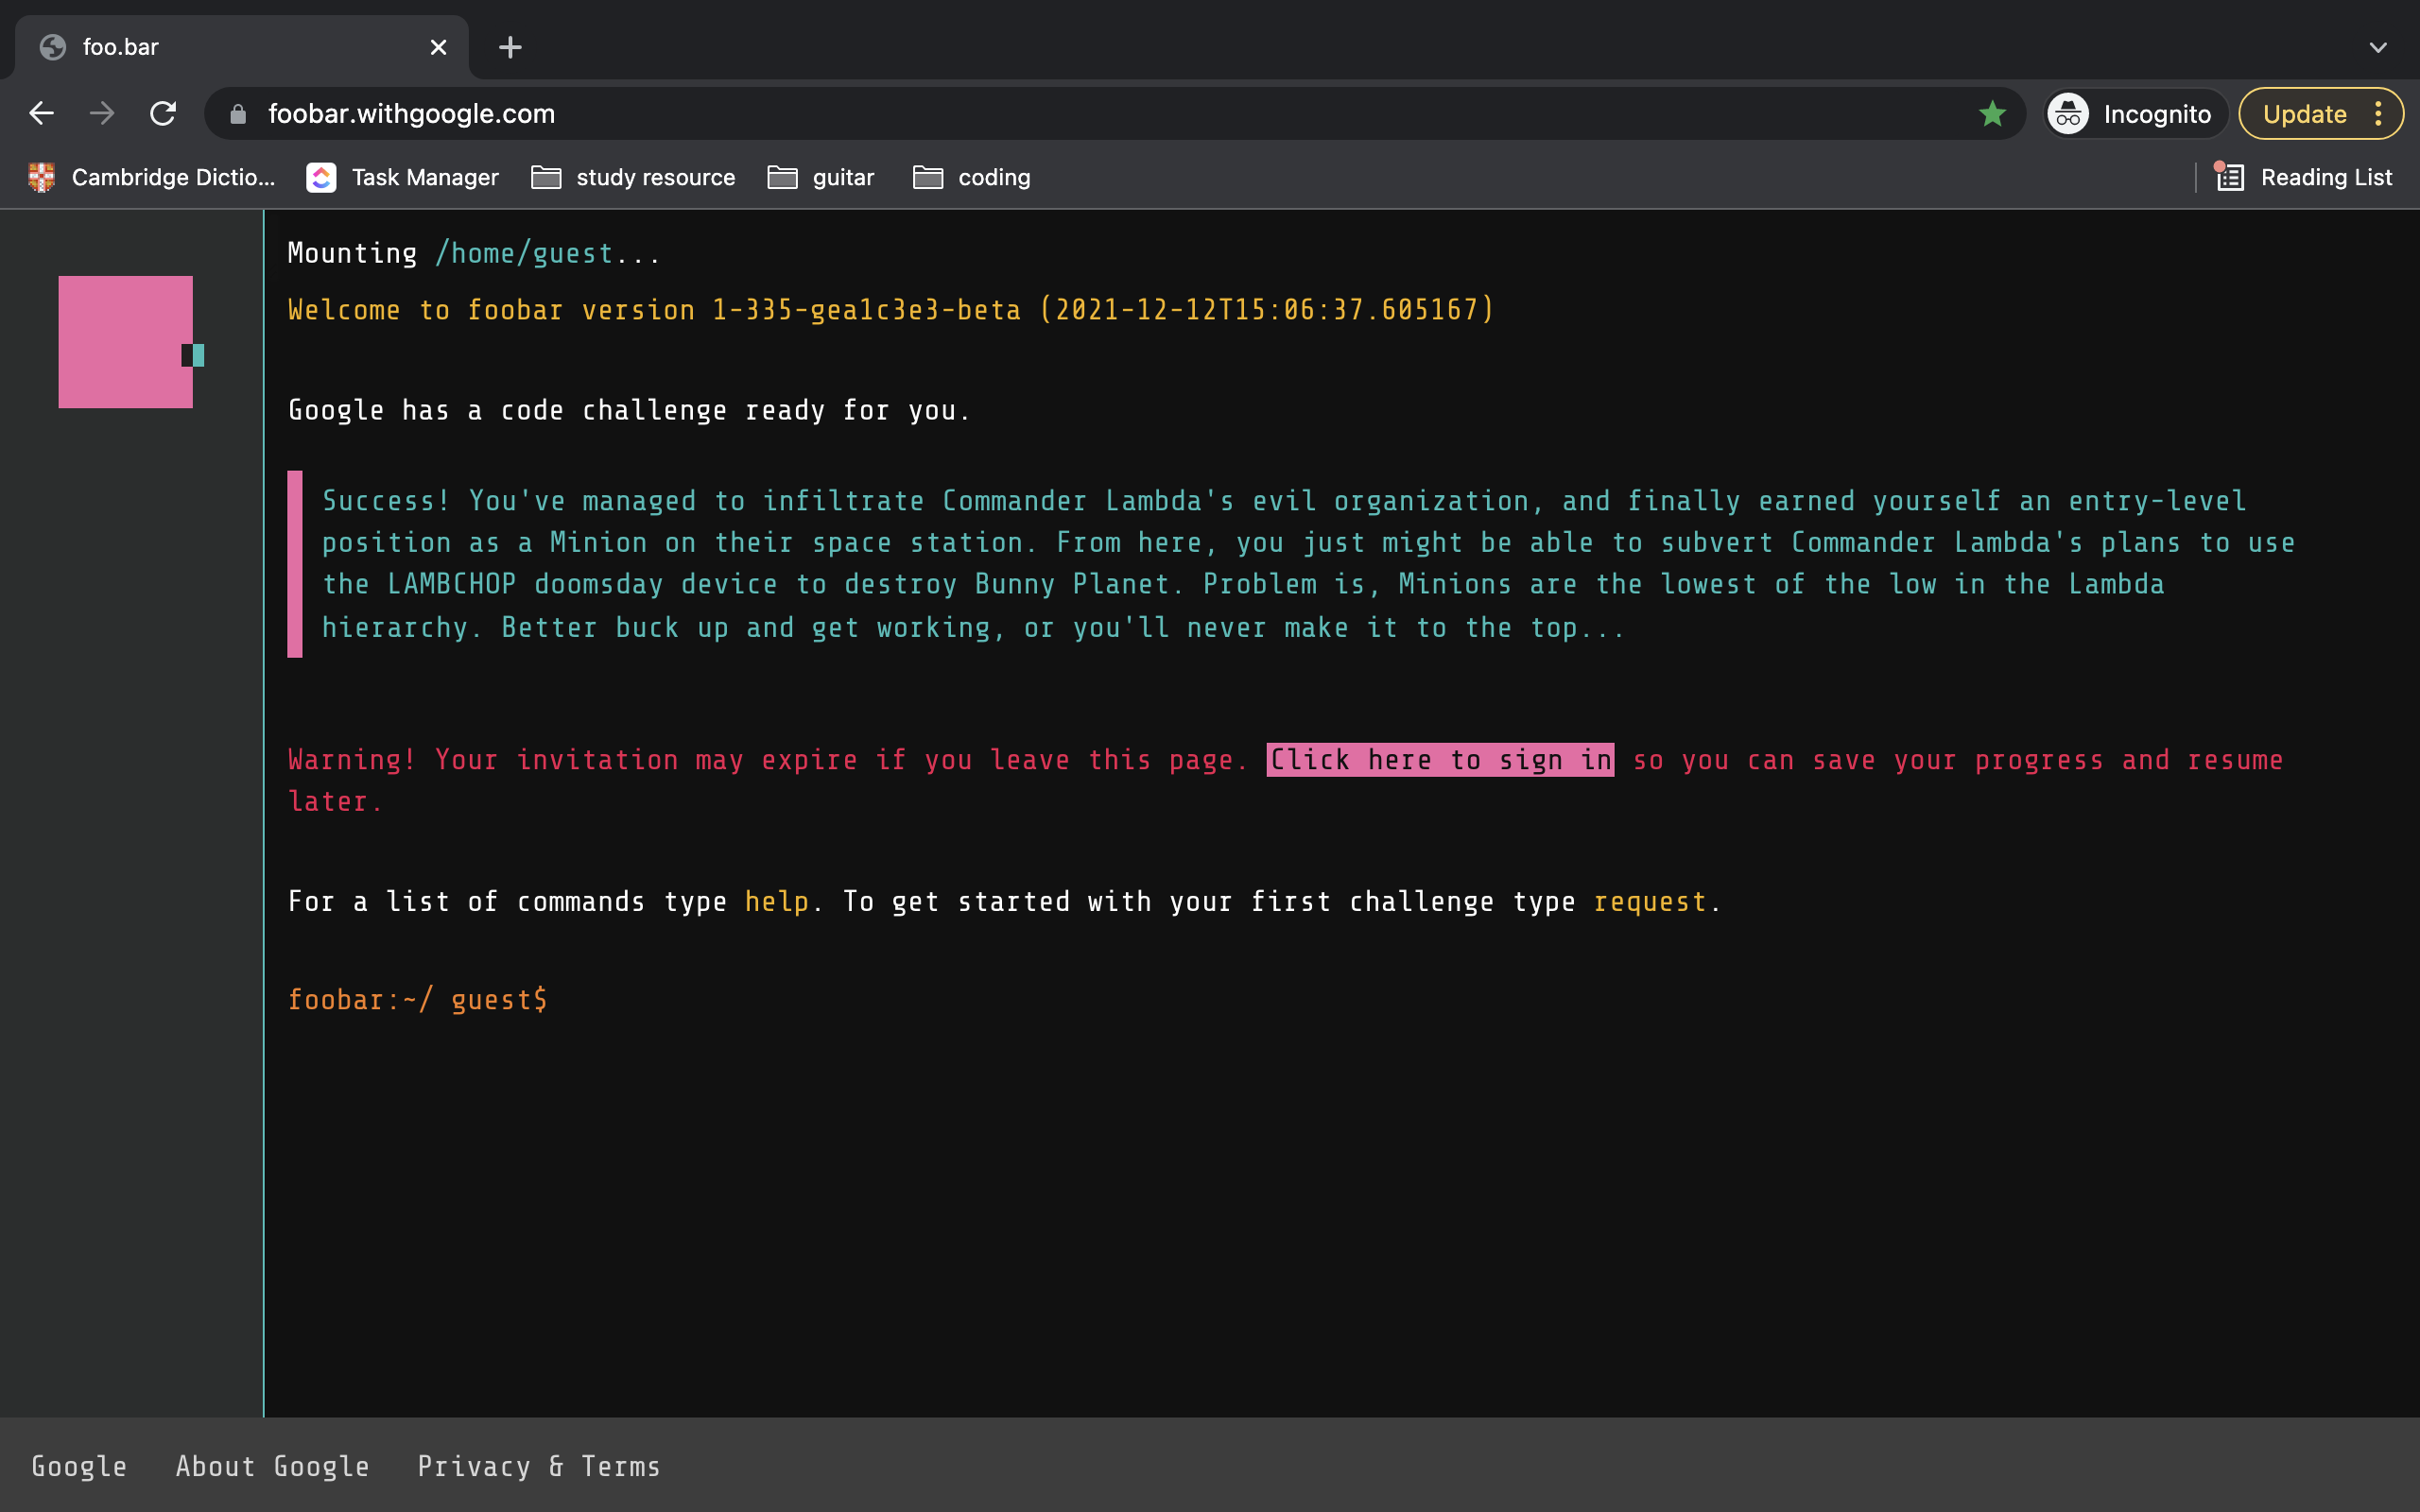 foo.bar
foobar.withgoogle.com
Incognito
Update
Cambridge Dictio...
Task Manager
study resource
guitar
coding
Reading List
Mounting /home/guest...
Welcome to foobar version 1-335-gea1c3e3-beta (2021-12-12T15:06:37.605167)
Google has a code challenge ready for you.
Success! You've managed to infiltrate Commander Lambda's evil organization, and finally earned yourself an entry-level
position as a Minion on their space station. From here, you just might be able to subvert Commander Lambda's plans to use
the LAMBCHOP doomsday device to destroy Bunny Planet. Problem is, Minions are the lowest of the low in the Lambda
hierarchy. Better buck up and get working, or you'll never make it to the top...
Warning! Your invitation may expire if you leave this page. Click here to sign in so you can save your progress and resume
later.
For a list of commands type help. To get started with your first challenge type request.
foobar:~/ guest$
Google
About Google
Privacy & Terms